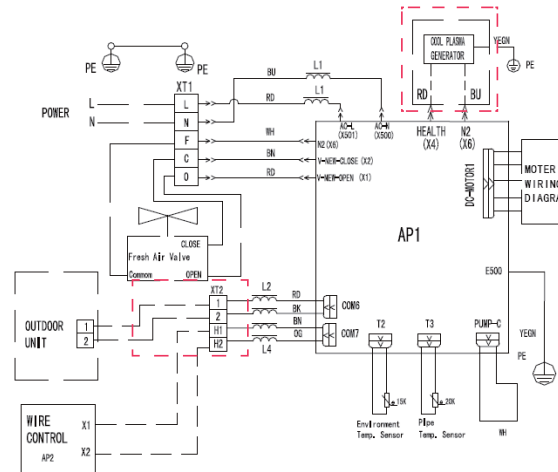 COOL PLASMA
GENERATOR
YEGN
PE
RD
BU
PE
PE
XT1
BU
L1
RD
L1
POWER
L
N
L
N
F
C
O
WH
BN
RD
AC-L
(X501)
AC-N
(X500)
HEALTH
(X4)
N2
(X6)
N2 (X6)
V-NEW-CLOSE (X2)
V-NEW-OPEN (X1)
DC-MOTOR1
MOTER
WIRING
DIAGRA
AP1
CLOSE
Fresh Air Valve
Commom
OPEN
E500
XT2
1
2
H1
H2
L2
RD
BK
BN
OG
L4
COM6
COM7
OUTDOOR
UNIT
1
2
T2
T3
PUMP-C
YEGN
PE
15K
20K
Environment
Temp. Sensor
Pipe
Temp. Sensor
WH
WIRE
CONTROL
AP2
X1
X2